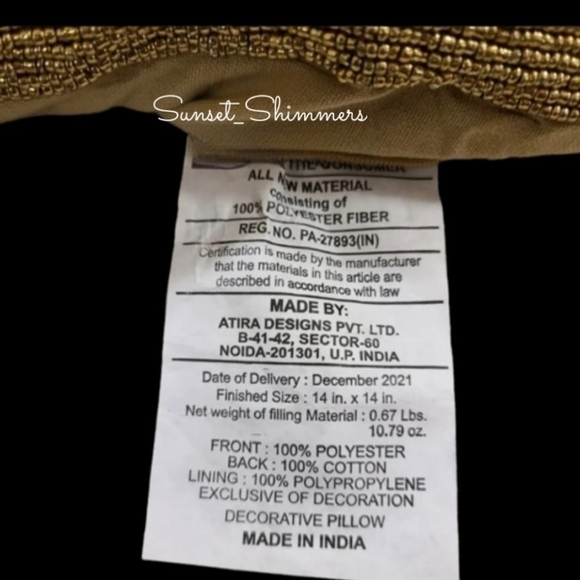 Sunset_Shimmers
THE CONSUMER
ALL NEW MATERIAL
consisting of
100% POLYESTER FIBER
REG. NO. PA-27893(IN)
Certification is made by the manufacturer
that the materials in this article are
described in accordance with law
MADE BY:
ATIRA DESIGNS PVT. LTD.
B-41-42, SECTOR-60
NOIDA-201301, U.P. INDIA
Date of Delivery : December 2021
Finished Size : 14 in. x 14 in.
Net weight of filling Material : 0.67 Lbs.
10.79 oz.
FRONT : 100% POLYESTER
BACK : 100% COTTON
LINING : 100% POLYPROPYLENE
EXCLUSIVE OF DECORATION
DECORATIVE PILLOW
MADE IN INDIA